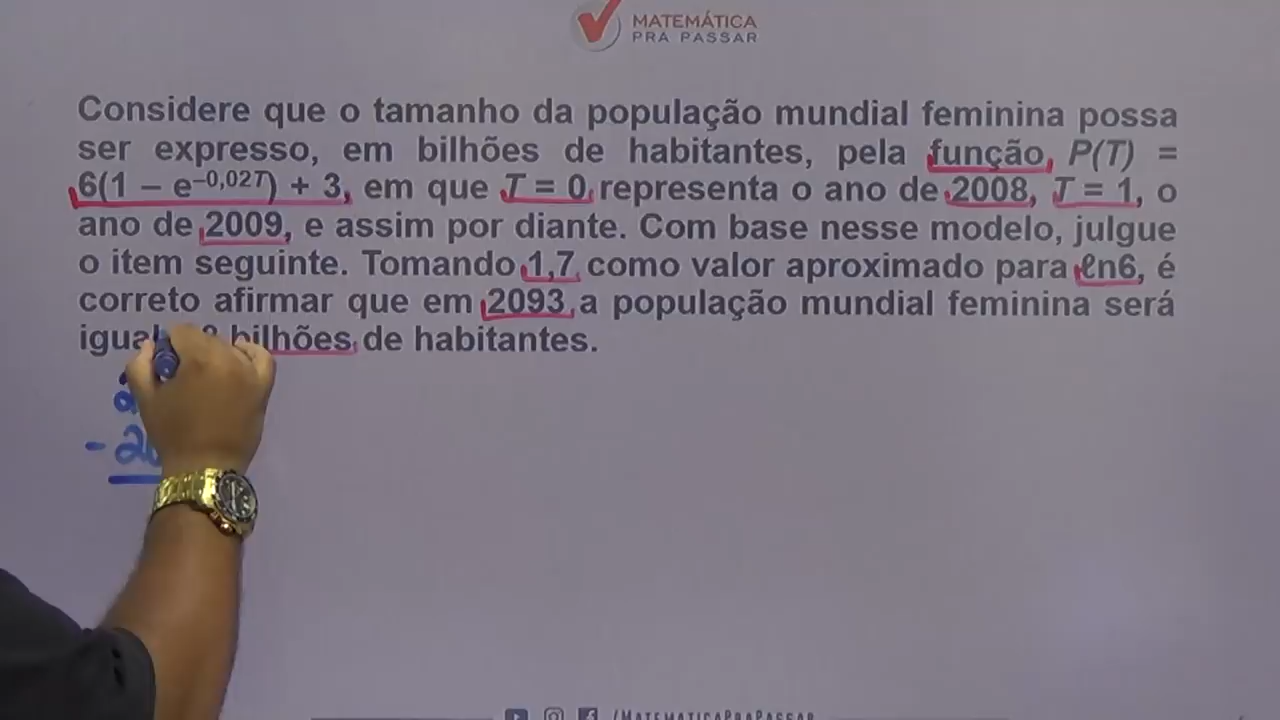 MATEMÁTICA
PRA PASSAR
Considere que o tamanho da população mundial feminina possa
ser expresso, em bilhões de habitantes, pela função, P(T) =
6(1 – e–0,02T) + 3, em que T = 0, representa o ano de 2008, T = 1, o
ano de 2009, e assim por diante. Com base nesse modelo, julgue
o item seguinte. Tomando 1,7 como valor aproximado para ℓn6, é
correto afirmar que em 2093 a população mundial feminina será
bilhões de habitantes.
/MATEMATICAPRAPASSAR